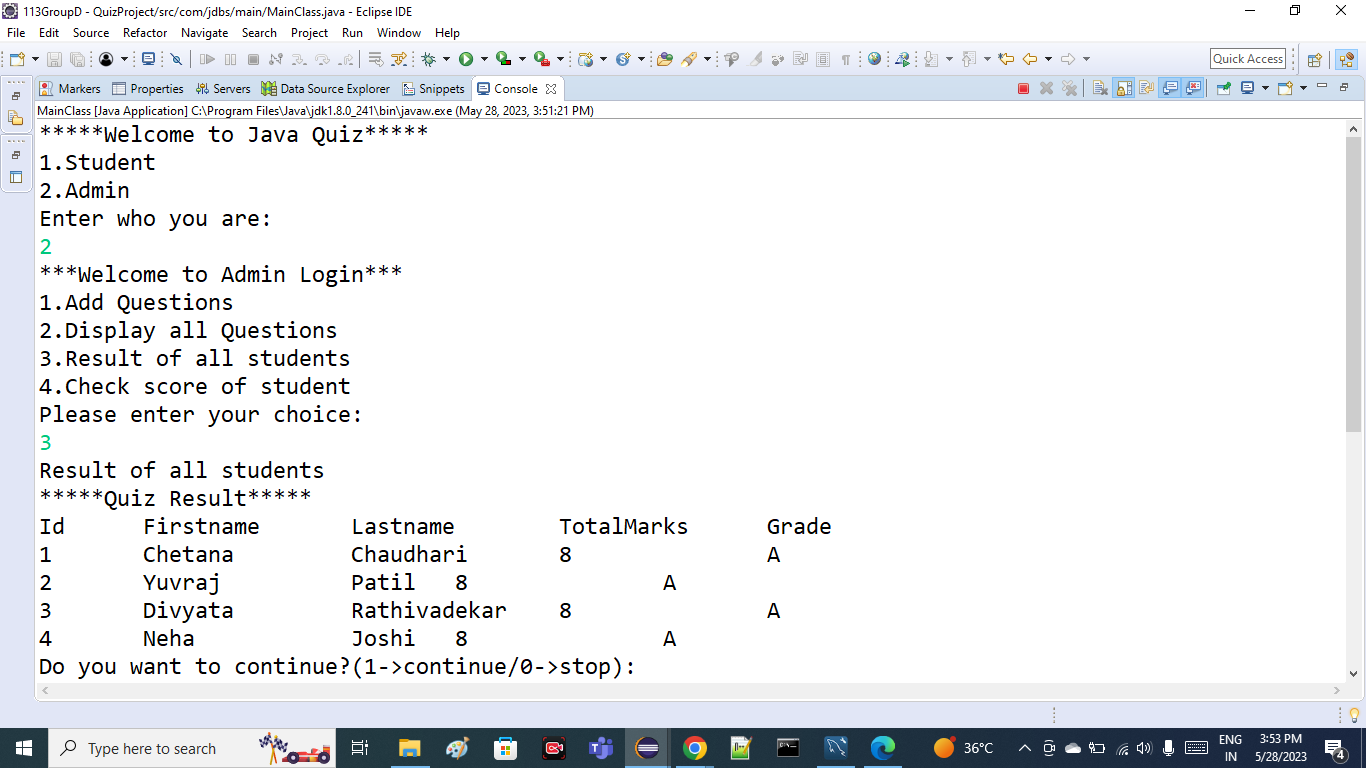 113GroupD - QuizProject/src/com/jdbs/main/MainClass.java - Eclipse IDE
File Edit Source Refactor Navigate Search Project Run Window Help
Quick Access
Markers Properties Servers Data Source Explorer Snippets Console
MainClass [Java Application] C:\Program Files\Java\jdk1.8.0_241\bin\javaw.exe (May 28, 2023, 3:51:21 PM)
*****Welcome to Java Quiz*****
1.Student
2.Admin
Enter who you are:
2
***Welcome to Admin Login***
1.Add Questions
2.Display all Questions
3.Result of all students
4.Check score of student
Please enter your choice:
3
Result of all students
*****Quiz Result*****
Id Firstname Lastname TotalMarks Grade
1 Chetana Chaudhari 8 A
2 Yuvraj Patil 8 A
3 Divyata Rathivadekar 8 A
4 Neha Joshi 8 A
Do you want to continue?(1->continue/0->stop):
Type here to search
36°C
ENG
IN
3:53 PM
5/28/2023
4